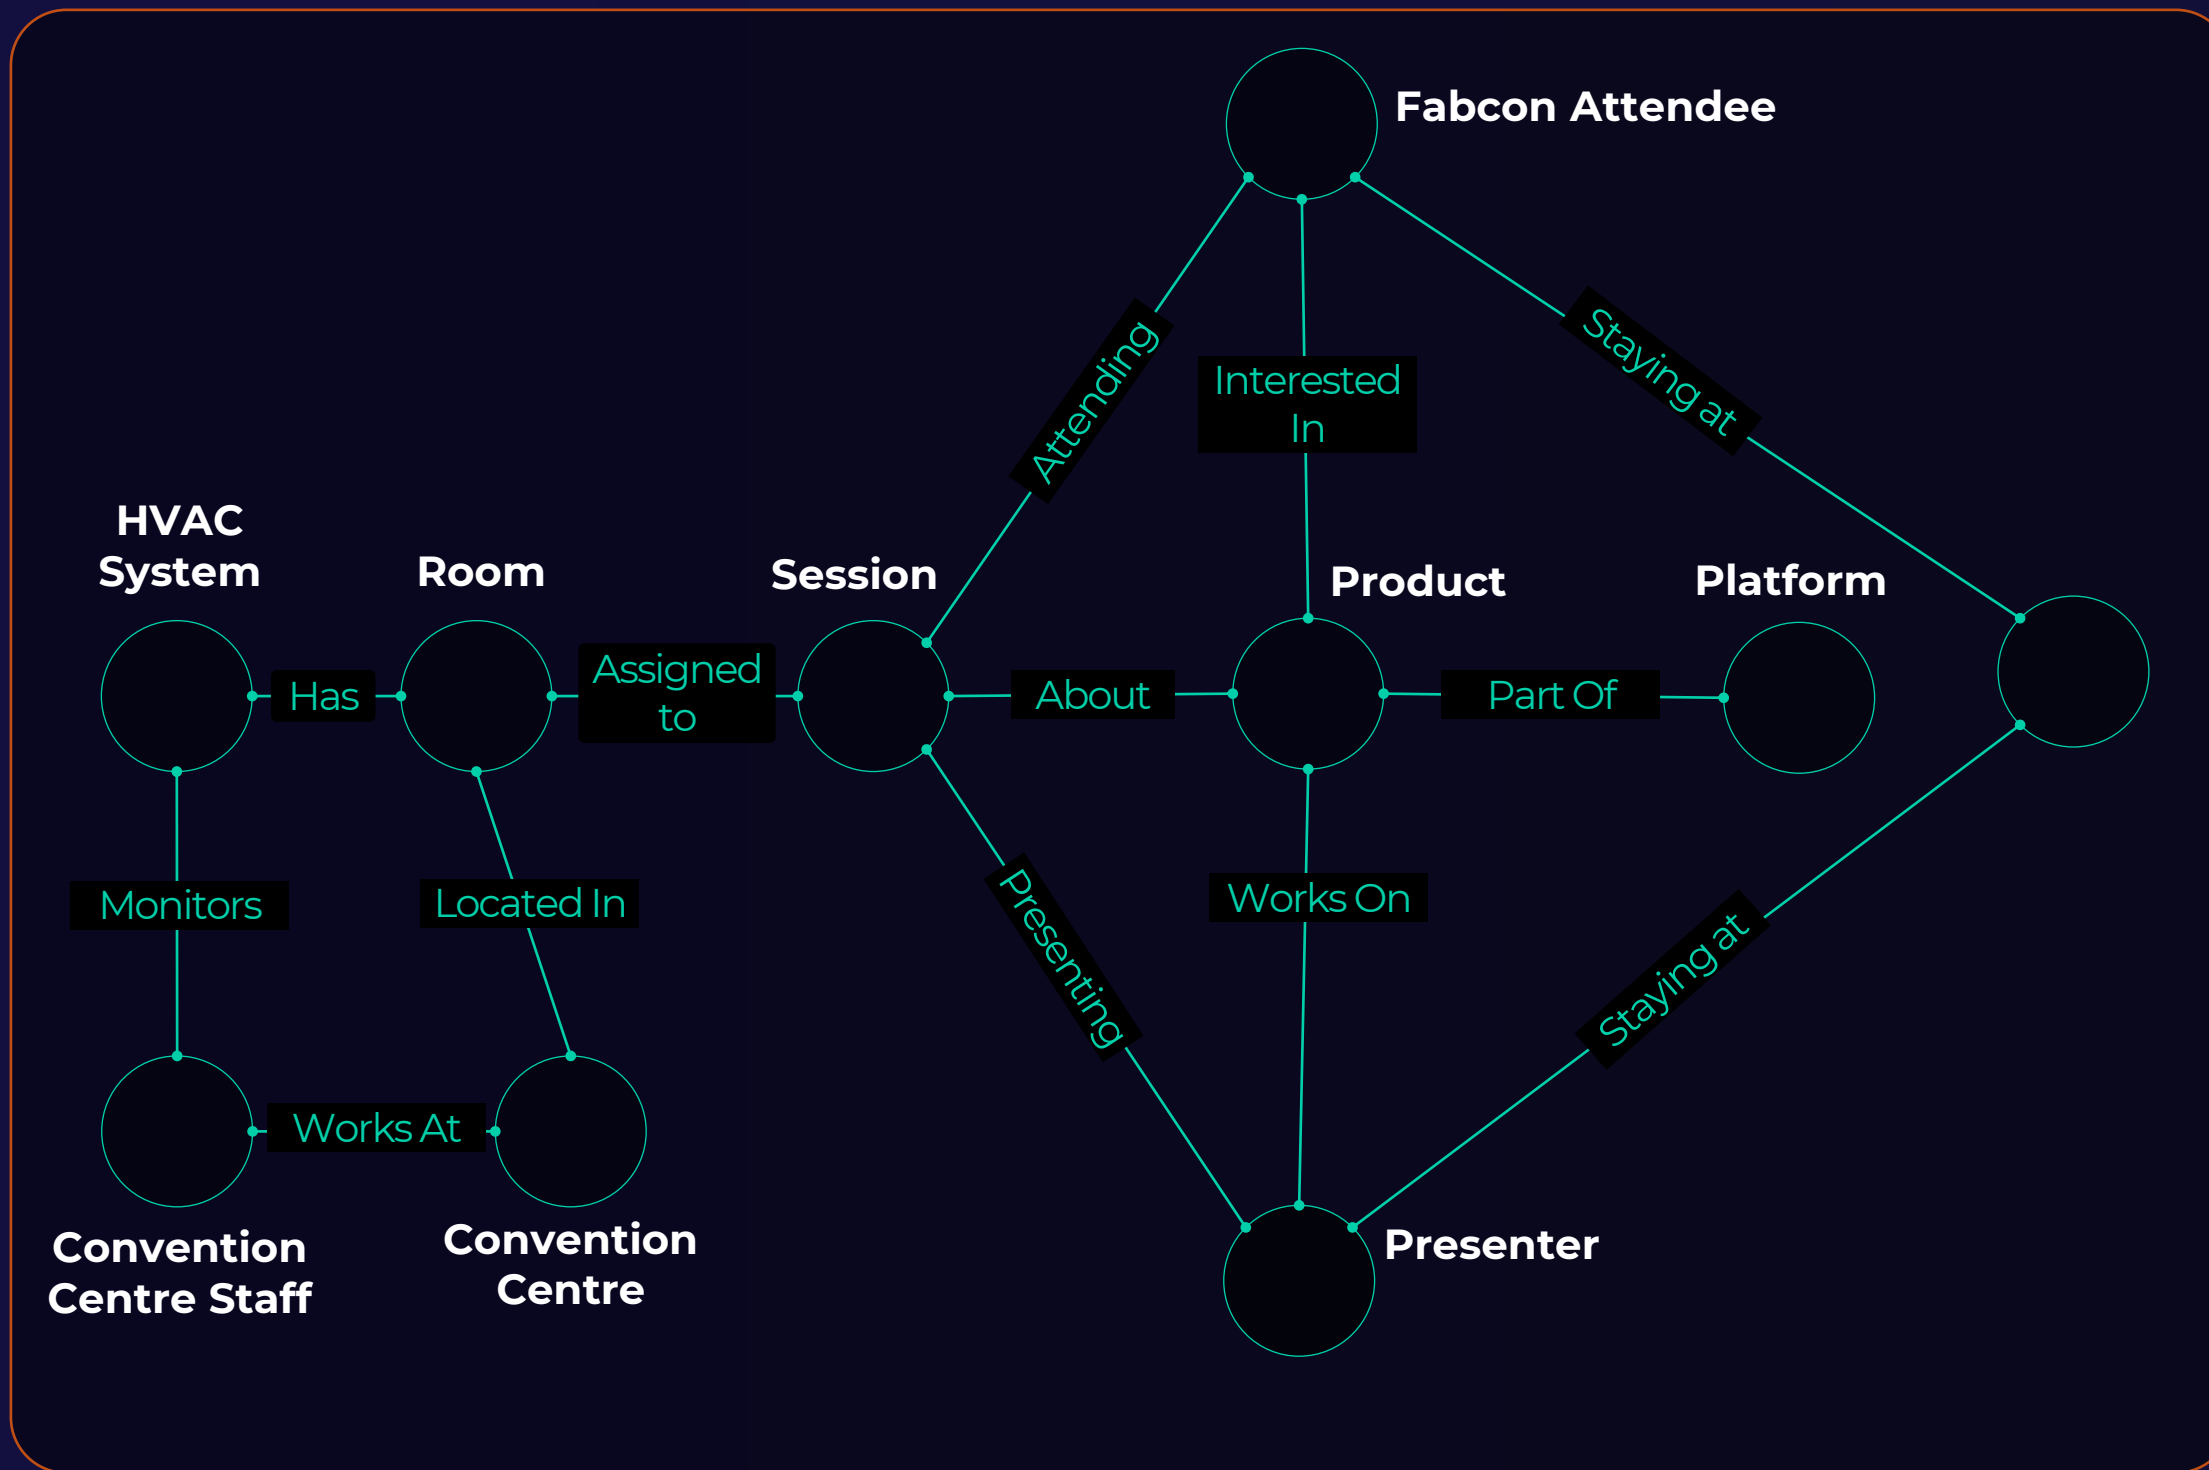 Fabcon Attendee
Attending
Interested
In
Staying at
HVAC
System
Room
Session
Product
Platform
Has
Assigned
to
About
Part Of
Monitors
Located In
Presenting
Works On
Staying at
Works At
Convention
Centre Staff
Convention
Centre
Presenter